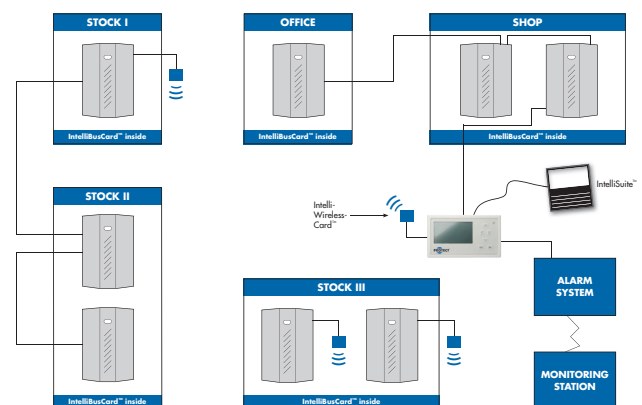 STOCK I
IntelliBusCard™ inside
OFFICE
IntelliBusCard™ inside
SHOP
IntelliBusCard™ inside
IntelliSuite™
Intelli-
Wireless-
Card™
PROTECT
STOCK II
IntelliBusCard™ inside
STOCK III
IntelliBusCard™ inside
ALARM
SYSTEM
MONITORING
STATION